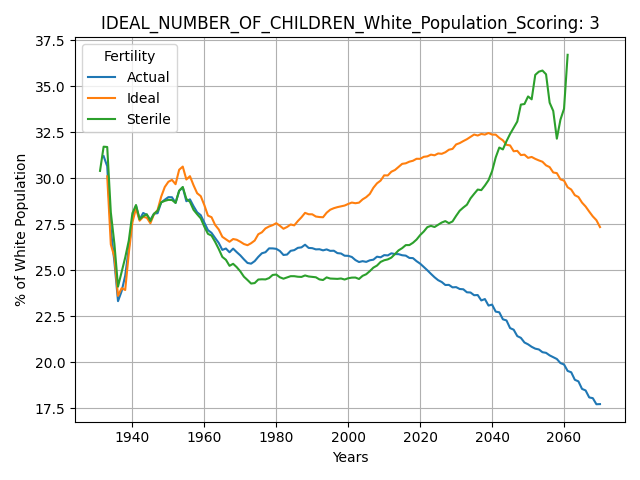 IDEAL_NUMBER_OF_CHILDREN_White_Population_Scoring: 3
Fertility
Actual
Ideal
Sterile
% of White Population
37.5
35.0
32.5
30.0
27.5
25.0
22.5
20.0
17.5
1940 1960 1980 2000 2020 2040 2060
Years